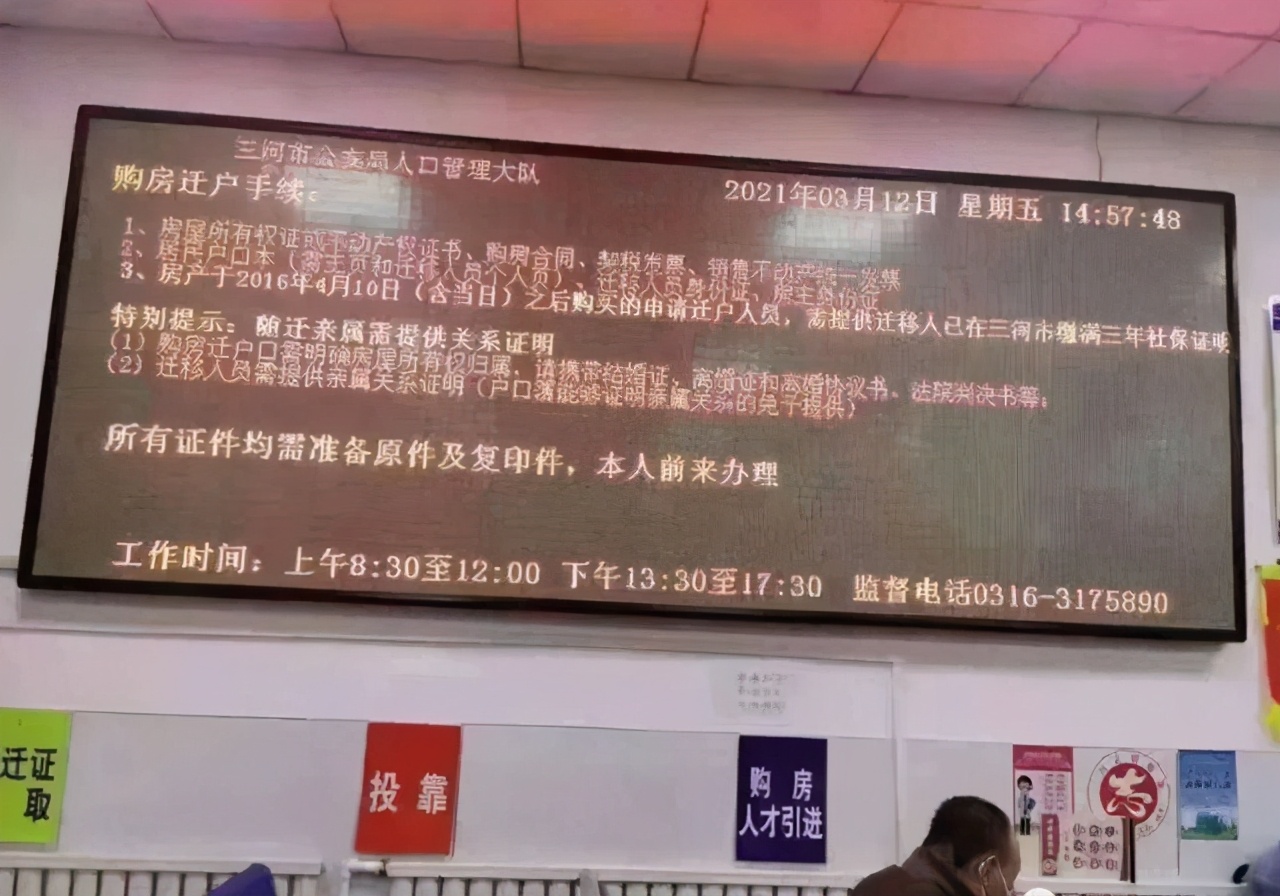 三河市公安局人口管理大队
2021年03月12日 星期五 14:57:48
购房迁户手续:
1、房屋所有权证或不动产权证书、购房合同、契税发票、销售不动产统一发票
2、居民户口本（户主页和迁移人员个人页）、迁移人员身份证、户主身份证
3、房产于2016年4月10日（含当日）之后购买的申请迁户人员，需提供迁移人已在三河市缴满三年社保证明
特别提示：随迁亲属需提供关系证明
(1) 购房迁户口需明确房屋所有权归属，请携带结婚证、离婚证和离婚协议书、法院判决书等；
(2) 迁移人员需提供亲属关系证明（户口簿能够证明亲属关系的免予提供）
所有证件均需准备原件及复印件，本人前来办理
工作时间：上午8:30至12:00 下午13:30至17:30 监督电话0316-3175890
迁证
取
投靠
购房
人才引进
志